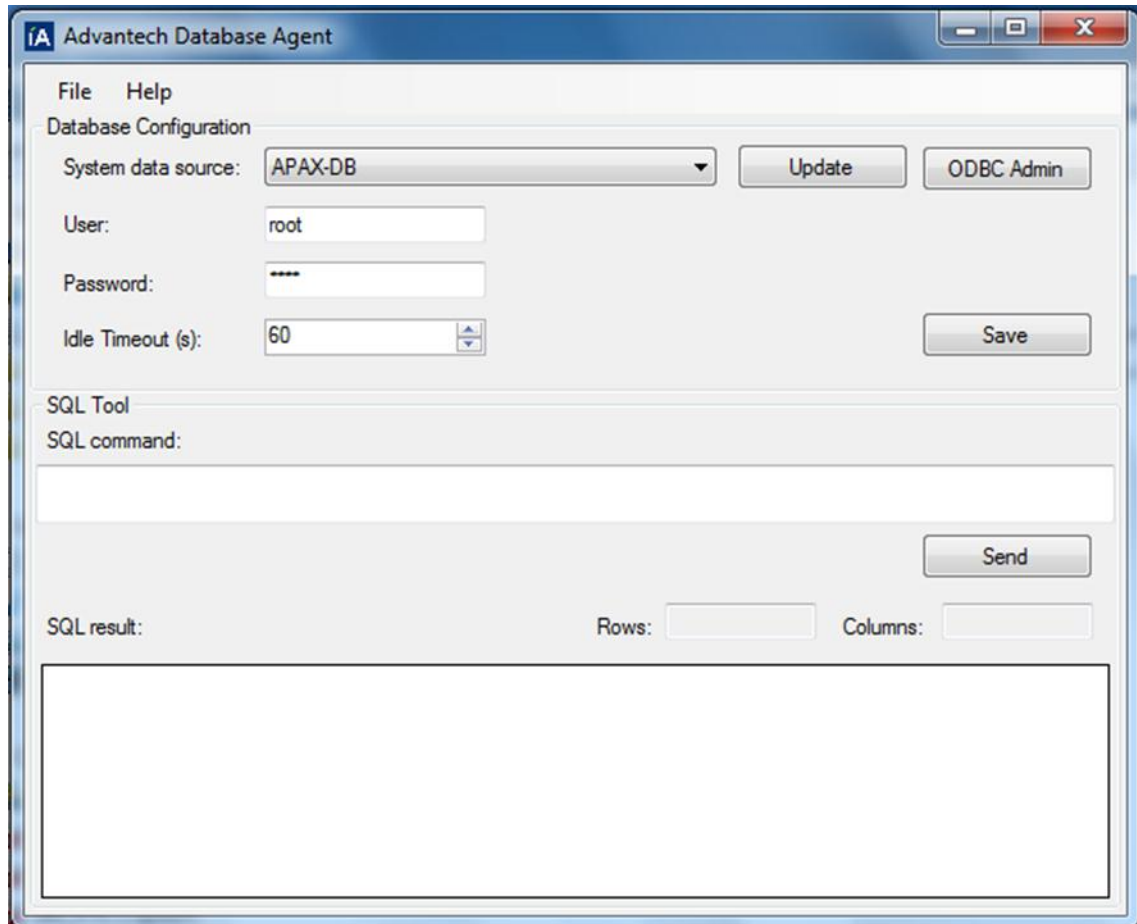 iA Advantech Database Agent
File Help
Database Configuration
System data source: APAX-DB Update ODBC Admin
User: root
Password: ****
Idle Timeout (s): 60 Save
SQL Tool
SQL command:
Send
SQL result: Rows: Columns: